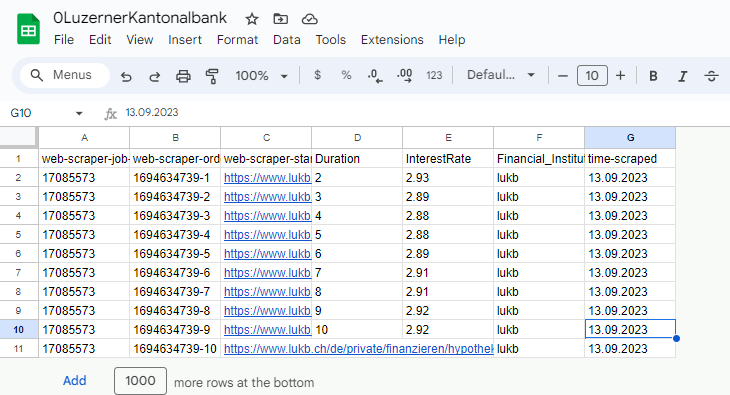 0LuzernerKantonalbank
File Edit View Insert Format Data Tools Extensions Help
Menus 100% $ % .0 .00 123 Defaul... 10 B I S
G10 fx 13.09.2023
A B C D E F G
1 web-scraper-job- web-scraper-ord web-scraper-star Duration InterestRate Financial_Institut time-scraped
2 17085573 1694634739-1 https://www.lukb. 2 2.93 lukb 13.09.2023
3 17085573 1694634739-2 https://www.lukb. 3 2.89 lukb 13.09.2023
4 17085573 1694634739-3 https://www.lukb. 4 2.88 lukb 13.09.2023
5 17085573 1694634739-4 https://www.lukb. 5 2.88 lukb 13.09.2023
6 17085573 1694634739-5 https://www.lukb. 6 2.89 lukb 13.09.2023
7 17085573 1694634739-6 https://www.lukb. 7 2.91 lukb 13.09.2023
8 17085573 1694634739-7 https://www.lukb. 8 2.91 lukb 13.09.2023
9 17085573 1694634739-8 https://www.lukb. 9 2.92 lukb 13.09.2023
10 17085573 1694634739-9 https://www.lukb. 10 2.92 lukb 13.09.2023
11 17085573 1694634739-10 https://www.lukb.ch/de/private/finanzieren/hypothek lukb 13.09.2023
Add 1000 more rows at the bottom